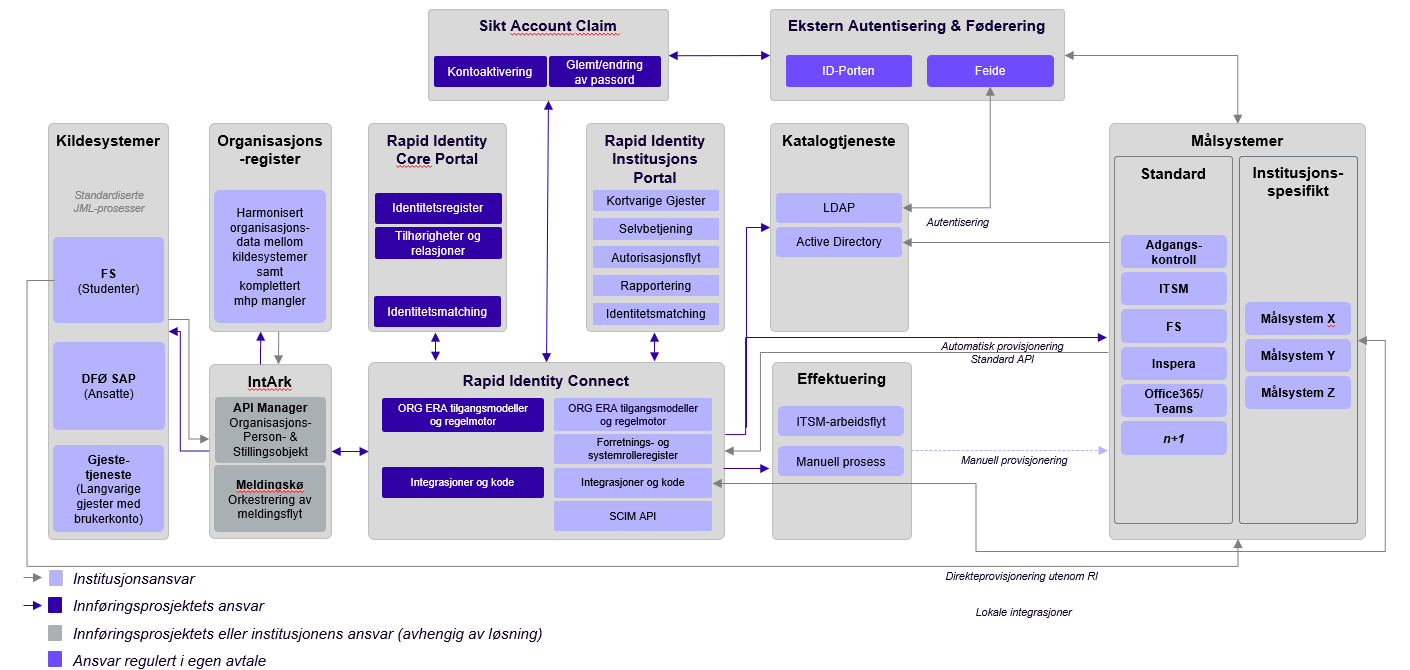 Sikt Account Claim
Kontoaktivering
Glemt/endring
av passord
Ekstern Autentisering & Føderering
ID-Porten
Feide
Kildesystemer
Standardiserte
JML-prosesser
FS
(Studenter)
DFØ SAP
(Ansatte)
Gjeste-
tjeneste
(Langvarige
gjester med
brukerkonto)
Organisasjons
-register
Harmonisert
organisasjons-
data mellom
kildesystemer
samt
komplettert
mhp mangler
IntArk
API Manager
Organisasjons-
Person- &
Stillingsobjekt
Meldingskø
Orkestrering av
meldingsflyt
Rapid Identity
Core Portal
Identitetsregister
Tilhørigheter og
relasjoner
Identitetsmatching
Rapid Identity
Institusjons
Portal
Kortvarige Gjester
Selvbetjening
Autorisasjonsflyt
Rapportering
Identitetsmatching
Rapid Identity Connect
ORG ERA tilgangsmodeller
og regelmotor
Integrasjoner og kode
ORG ERA tilgangsmodeller
og regelmotor
Forretnings- og
systemrolleregister
Integrasjoner og kode
SCIM API
Katalogtjeneste
LDAP
Active Directory
Autentisering
Automatisk provisjonering
Standard API
Effektuering
ITSM-arbeidsflyt
Manuell prosess
Manuell provisjonering
Målsystemer
Standard
Adgangs-
kontroll
ITSM
FS
Inspera
Office365/
Teams
n+1
Institusjons-
spesifikt
Målsystem X
Målsystem Y
Målsystem Z
Direkteprovisjonering utenom RI
Lokale integrasjoner
Institusjonsansvar
Innføringsprosjektets ansvar
Innføringsprosjektets eller institusjonens ansvar (avhengig av løsning)
Ansvar regulert i egen avtale